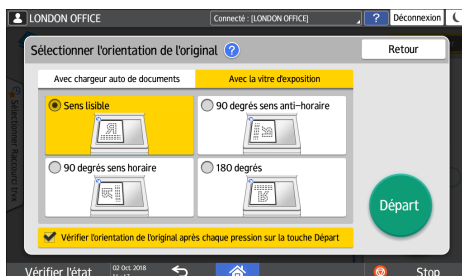 LONDON OFFICE
Connecté : [LONDON OFFICE]
?
Déconnexion
Sélectionner l'orientation de l'original ?
Retour
Avec chargeur auto de documents
Avec la vitre d'exposition
Sens lisible
90 degrés sens anti-horaire
90 degrés sens horaire
180 degrés
Départ
Vérifier l'orientation de l'original après chaque pression sur la touche Départ
Vérifier l'état
02 Oct. 2018
Stop